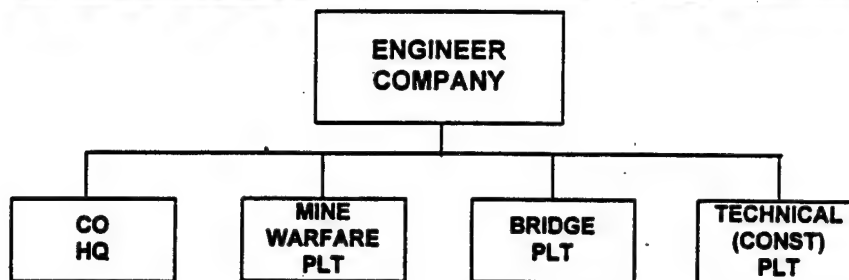 ENGINEER
COMPANY
CO
HQ
MINE
WARFARE
PLT
BRIDGE
PLT
TECHNICAL
(CONST)
PLT